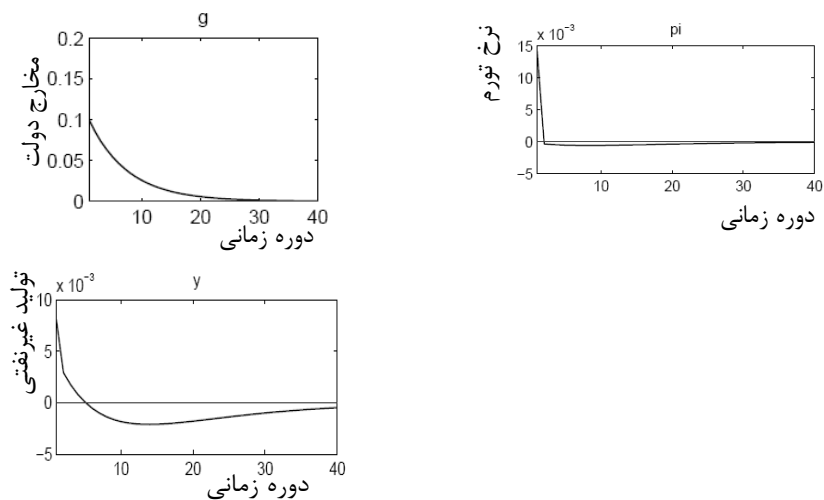 g
0.2
0.15
0.1
0.05
0
10 20 30 40
مخارج دولت
دوره زمانی
pi
x 10⁻³
15
10
5
0
−5
10 20 30 40
نرخ تورم
دوره زمانی
y
x 10⁻³
10
5
0
−5
10 20 30 40
تولید غیرنفتی
دوره زمانی